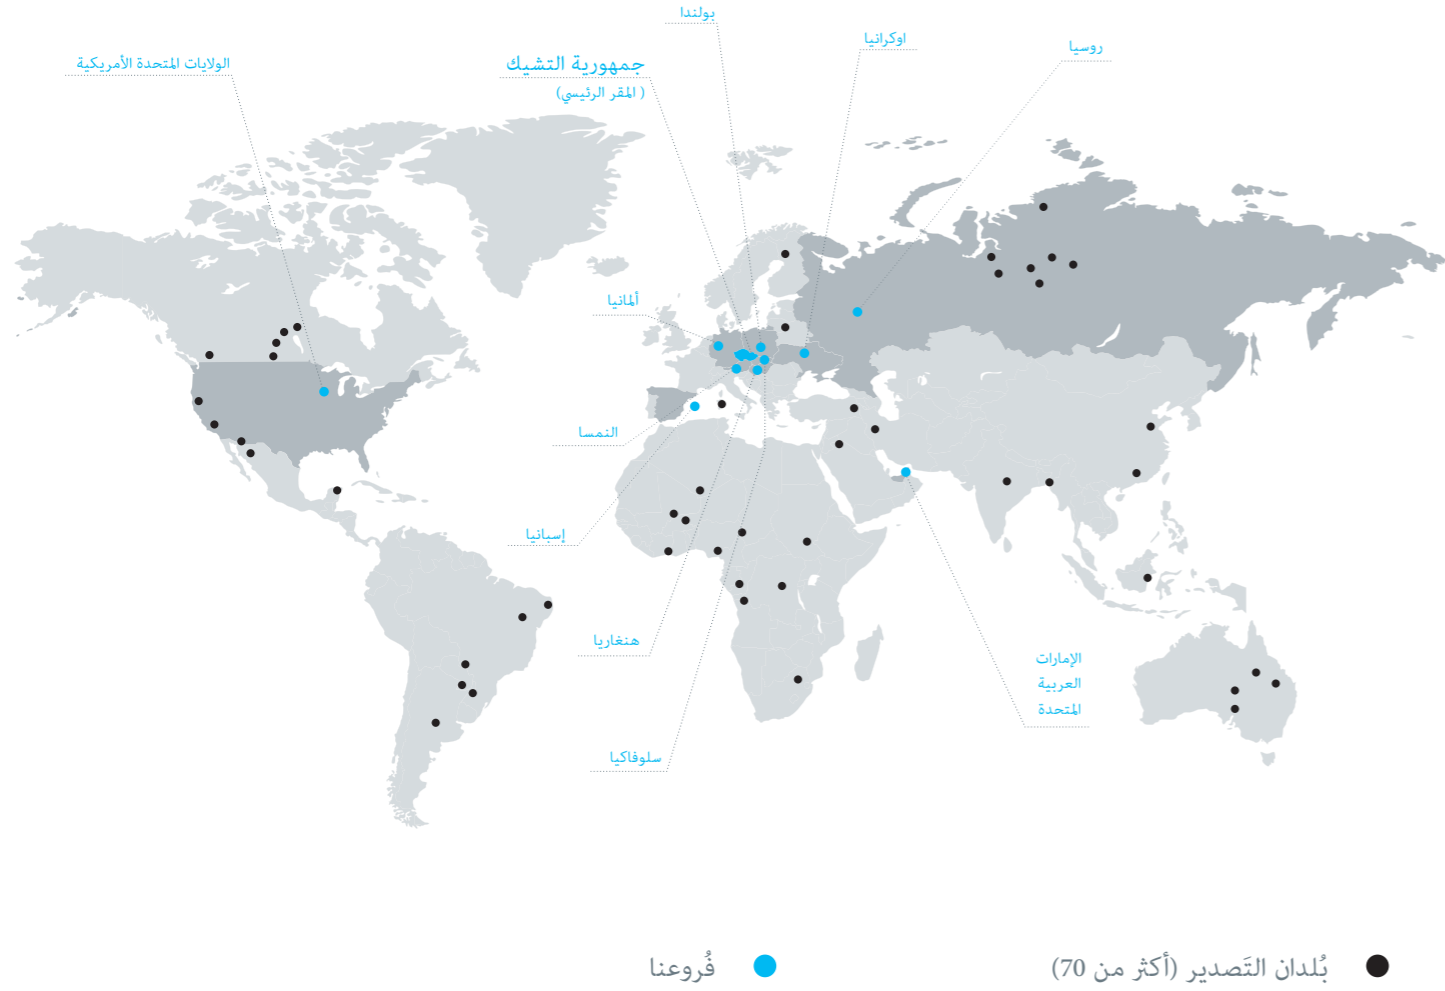 بولندا
اوكرانيا
روسيا
الولايات المتحدة الأمريكية
جمهورية التشيك
( المقر الرئيسي)
ألمانيا
النمسا
إسبانيا
هنغاريا
الإمارات
العربية
المتحدة
سلوفاكيا
بُلدان التَصدير (أكثر من 70)
فُروعنا